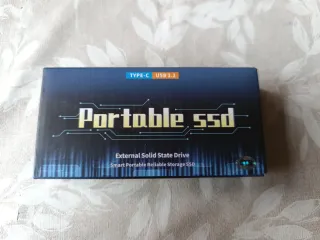 TYPE-C USB 3.1
Portable ssd
External Solid State Drive
Smart Portable Reliable Storage SSD